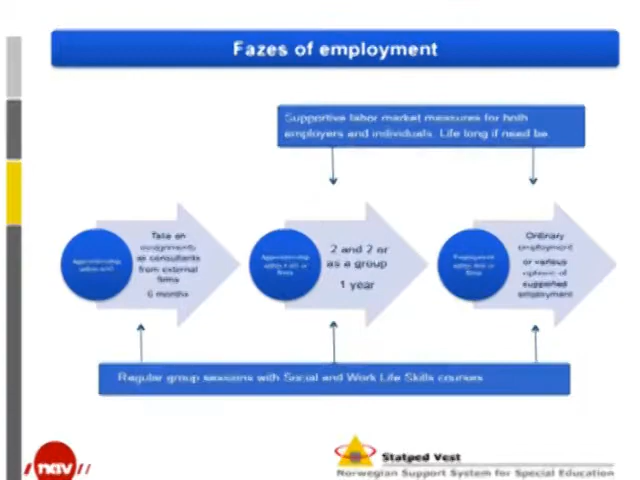 Fazes of employment
Supportive labor market measures for both
employers and individuals. Life long if need be.
Take on
assignments
as consultants
from external
firms
6 months
2 and 2 or
as a group
1 year
Ordinary
employment
or various
options of
supported
employment
Regular group sessions with Social and Work Life Skills courses
nav
Statped Vest
Norwegian Support System for Special Education